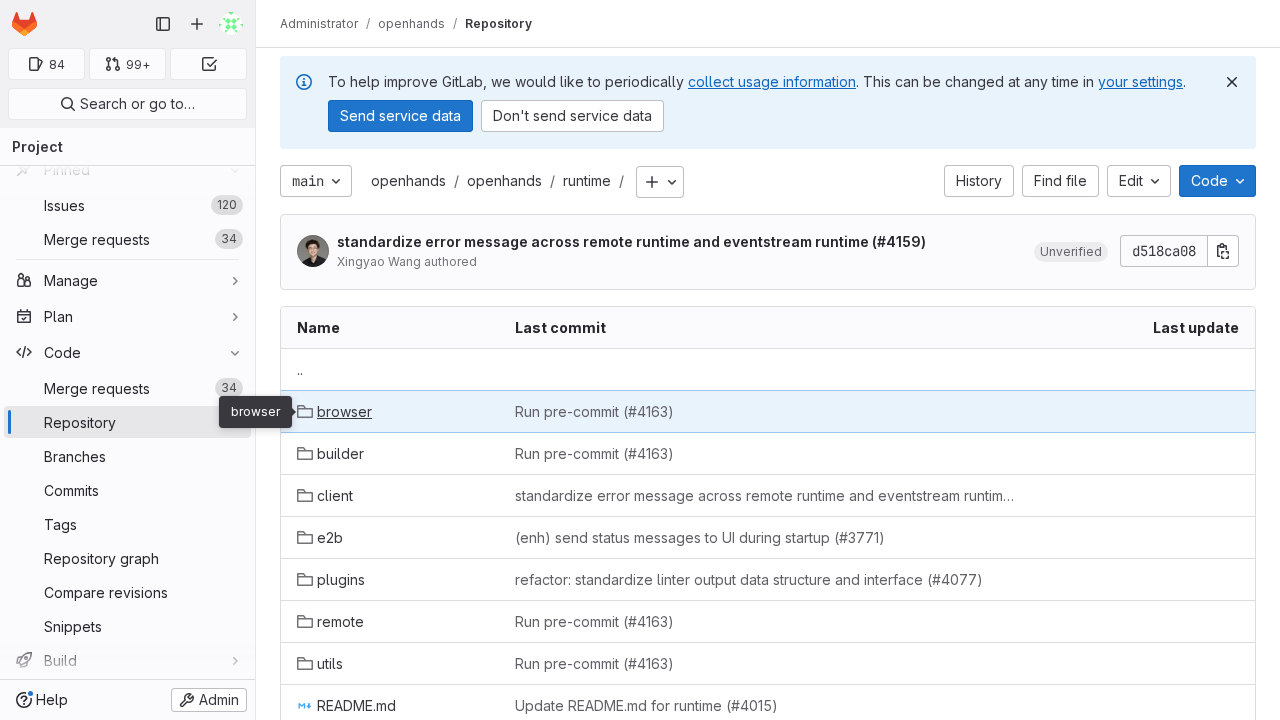 84
99+
Search or go to…
Project
Pinned
Issues 120
Merge requests 34
Manage
Plan
Code
Merge requests 34
Repository
Branches
Commits
Tags
Repository graph
Compare revisions
Snippets
Build
Help
Admin
Administrator / openhands / Repository
To help improve GitLab, we would like to periodically collect usage information. This can be changed at any time in your settings.
Send service data
Don't send service data
main
openhands / openhands / runtime /
History
Find file
Edit
Code
standardize error message across remote runtime and eventstream runtime (#4159)
Xingyao Wang authored
Unverified
d518ca08
Name Last commit Last update
..
browser
browser Run pre-commit (#4163)
builder Run pre-commit (#4163)
client standardize error message across remote runtime and eventstream runtim…
e2b (enh) send status messages to UI during startup (#3771)
plugins refactor: standardize linter output data structure and interface (#4077)
remote Run pre-commit (#4163)
utils Run pre-commit (#4163)
README.md Update README.md for runtime (#4015)